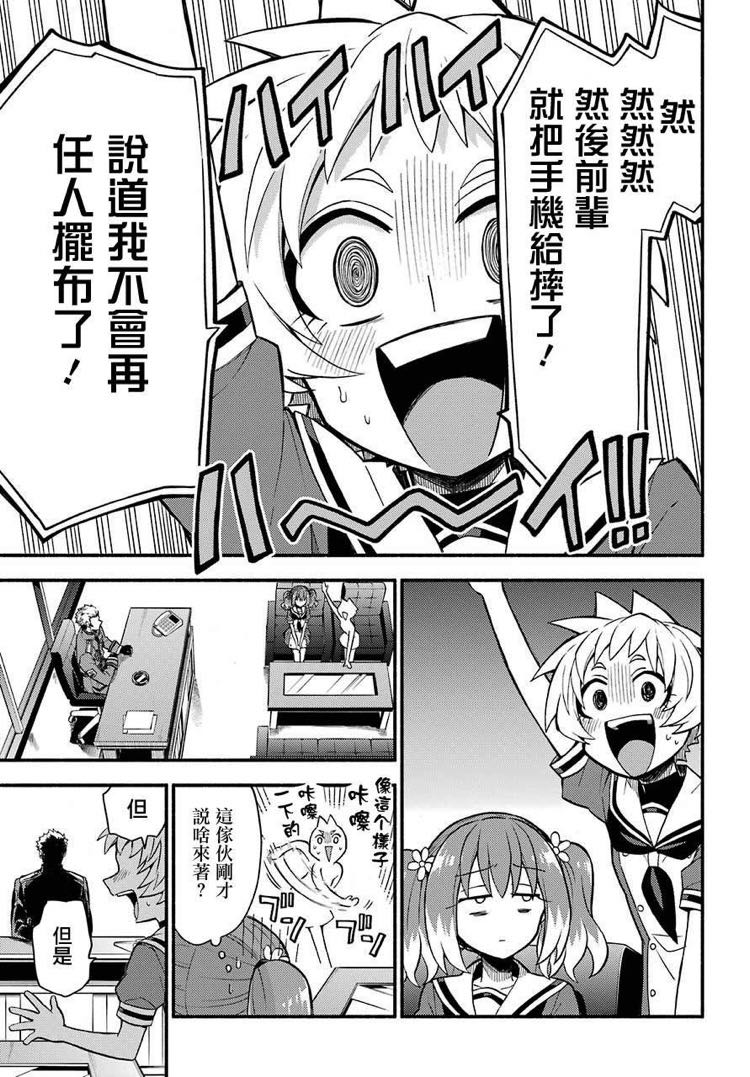 然
然然然
然後前輩
就把手機給摔了！
ハイ
ハイ
說道我不會再
任人擺布了！
ハ〜〜イ!!
像這个樣子
咔嚓
咔嚓
一下的
ブン
ブン
這傢伙剛才
説啥來著？
但
但是